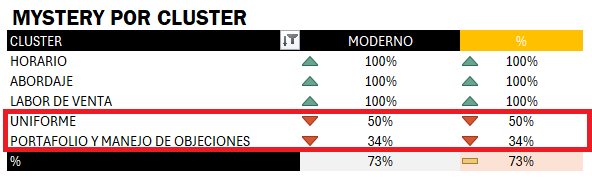 MYSTERY POR CLUSTER
CLUSTER MODERNO %
HORARIO 100% 100%
ABORDAJE 100% 100%
LABOR DE VENTA 100% 100%
UNIFORME 50% 50%
PORTAFOLIO Y MANEJO DE OBJECIONES 34% 34%
% 73% 73%